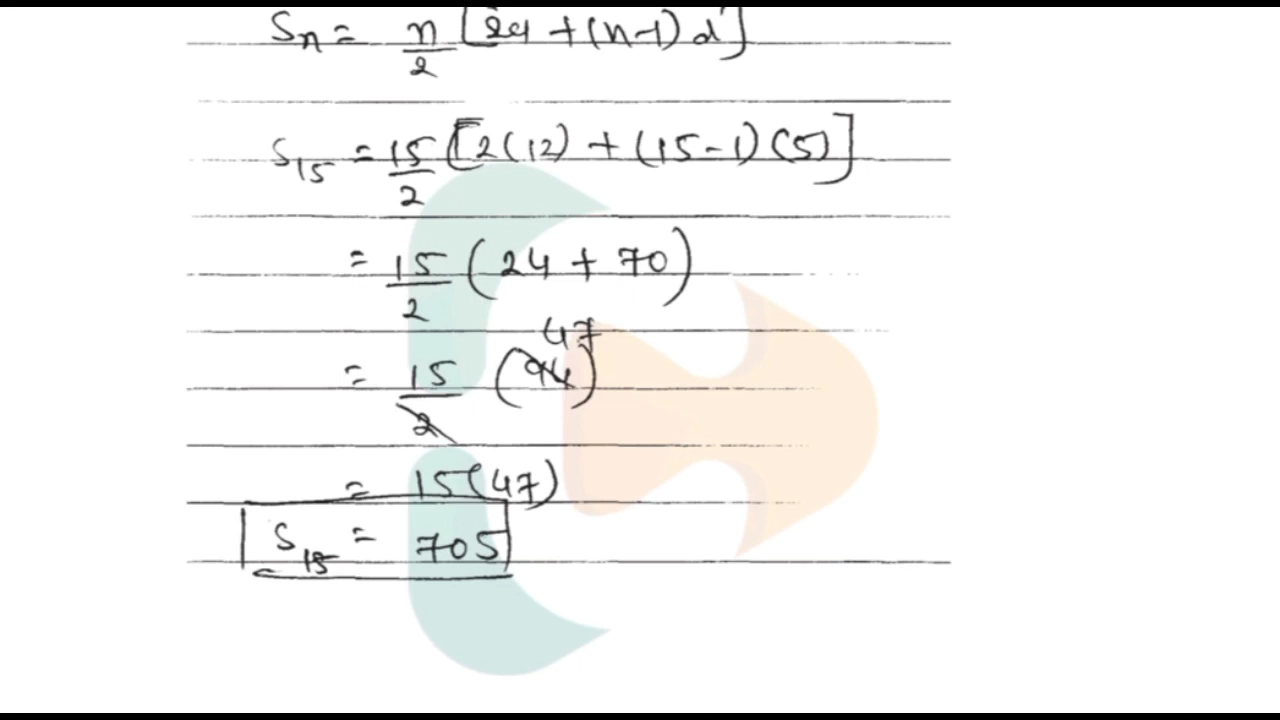 Sn = n/2 [2a + (n-1) d]
S15 = 15/2 [2(12) + (15-1) (5)]
= 15/2 (24 + 70)
47
= 15/2 (94)
= 15(47)
S15 = 705